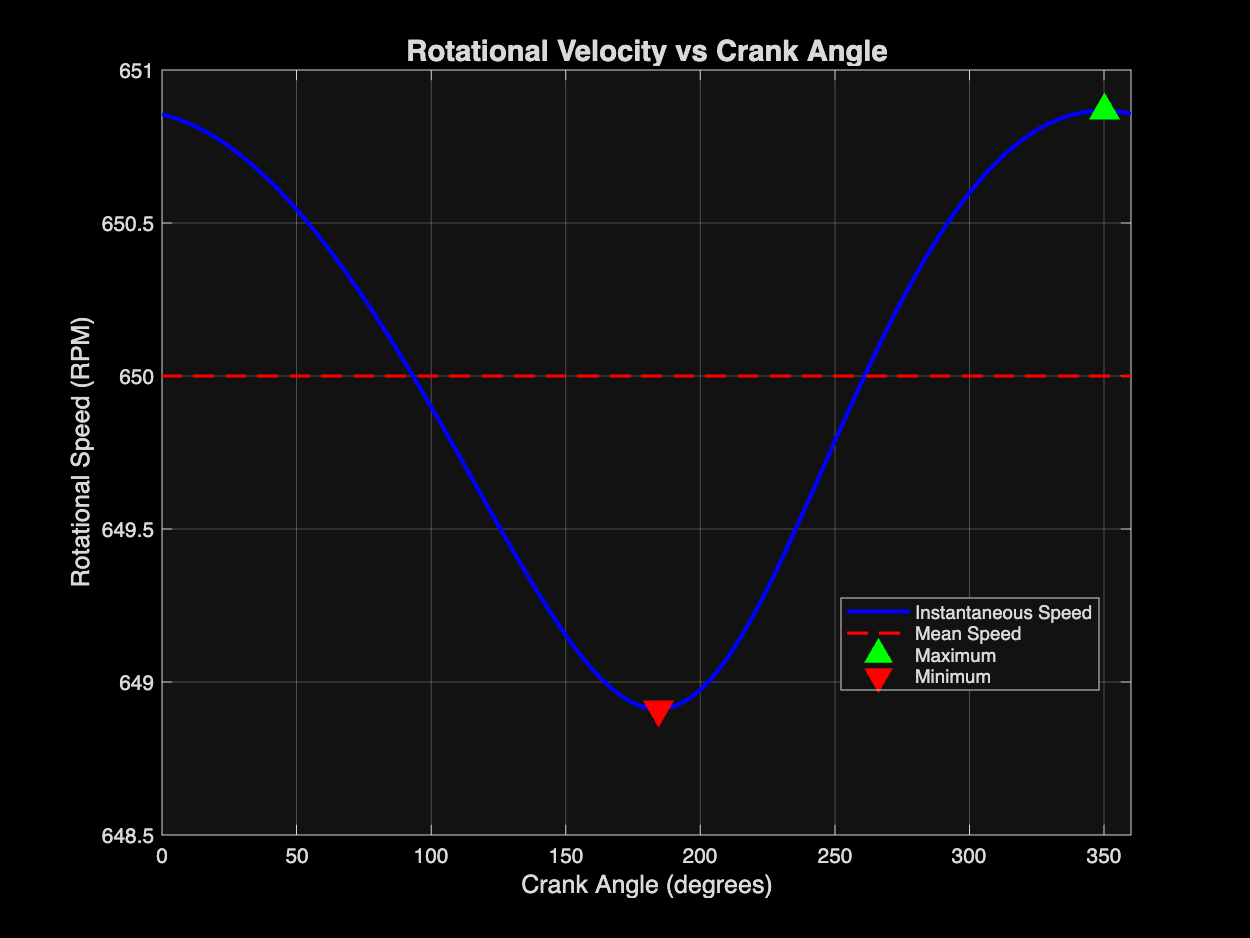 Rotational Velocity vs Crank Angle
651
650.5
650
649.5
649
648.5
Rotational Speed (RPM)
Instantaneous Speed
Mean Speed
Maximum
Minimum
0 50 100 150 200 250 300 350
Crank Angle (degrees)